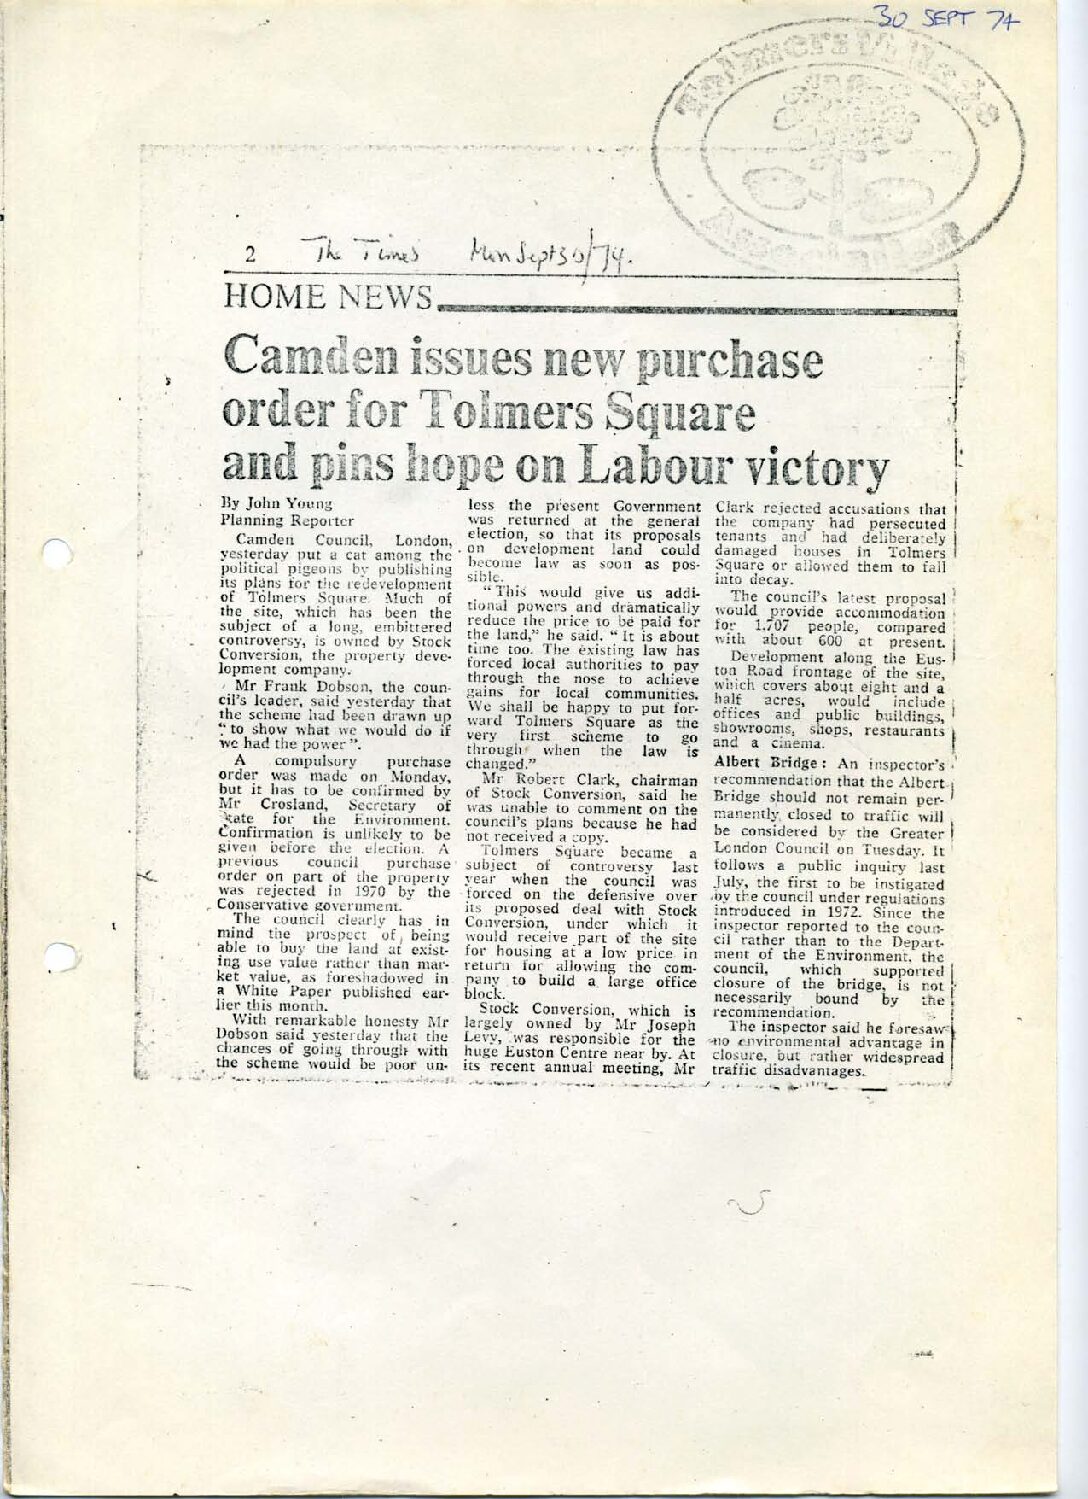 30 SEPT 74
Tolmers Village
Association
2 The Times Mon Sept 30/74.
HOME NEWS
Camden issues new purchase
order for Tolmers Square
and pins hope on Labour victory
By John Young
Planning Reporter
Camden Council, London,
yesterday put a cat among the
political pigeons by publishing
its plans for the redevelopment
of Tolmers Square. Much of
the site, which has been the
subject of a long, embittered
controversy, is owned by Stock
Conversion, the property deve-
lopment company.
Mr Frank Dobson, the coun-
cil's leader, said yesterday that
the scheme had been drawn up
"to show what we would do if
we had the power".
A compulsory purchase
order was made on Monday,
but it has to be confirmed by
Mr Crosland, Secretary of
State for the Environment.
Confirmation is unlikely to be
given before the election. A
previous council purchase
order on part of the property
was rejected in 1970 by the
Conservative government.
The council clearly has in
mind the prospect of being
able to buy the land at exist-
ing use value rather than mar-
ket value, as foreshadowed in
a White Paper published ear-
lier this month.
With remarkable honesty Mr
Dobson said yesterday that the
chances of going through with
the scheme would be poor un-
less the present Government
was returned at the general
election, so that its proposals
on development land could
become law as soon as pos-
sible.
"This would give us addi-
tional powers and dramatically
reduce the price to be paid for
the land," he said. "It is about
time too. The existing law has
forced local authorities to pay
through the nose to achieve
gains for local communities.
We shall be happy to put for-
ward Tolmers Square as the
very first scheme to go
through when the law is
changed."
Mr Robert Clark, chairman
of Stock Conversion, said he
was unable to comment on the
council's plans because he had
not received a copy.
Tolmers Square became a
subject of controversy last
year when the council was
forced on the defensive over
its proposed deal with Stock
Conversion, under which it
would receive part of the site
for housing at a low price in
return for allowing the com-
pany to build a large office
block.
Stock Conversion, which is
largely owned by Mr Joseph
Levy, was responsible for the
huge Euston Centre near by. At
its recent annual meeting, Mr
Clark rejected accusations that
the company had persecuted
tenants and had deliberately
damaged houses in Tolmers
Square or allowed them to fall
into decay.
The council's latest proposal
would provide accommodation
for 1,707 people, compared
with about 600 at present.
Development along the Eus-
ton Road frontage of the site,
which covers about eight and a
half acres, would include
offices and public buildings,
showrooms, shops, restaurants
and a cinema.
Albert Bridge: An inspector's
recommendation that the Albert
Bridge should not remain per-
manently closed to traffic will
be considered by the Greater
London Council on Tuesday. It
follows a public inquiry last
July, the first to be instigated
by the council under regulations
introduced in 1972. Since the
inspector reported to the coun-
cil rather than to the Depart-
ment of the Environment, the
council, which supported
closure of the bridge, is not
necessarily bound by the
recommendation.
The inspector said he foresaw
no environmental advantage in
closure, but rather widespread
traffic disadvantages.